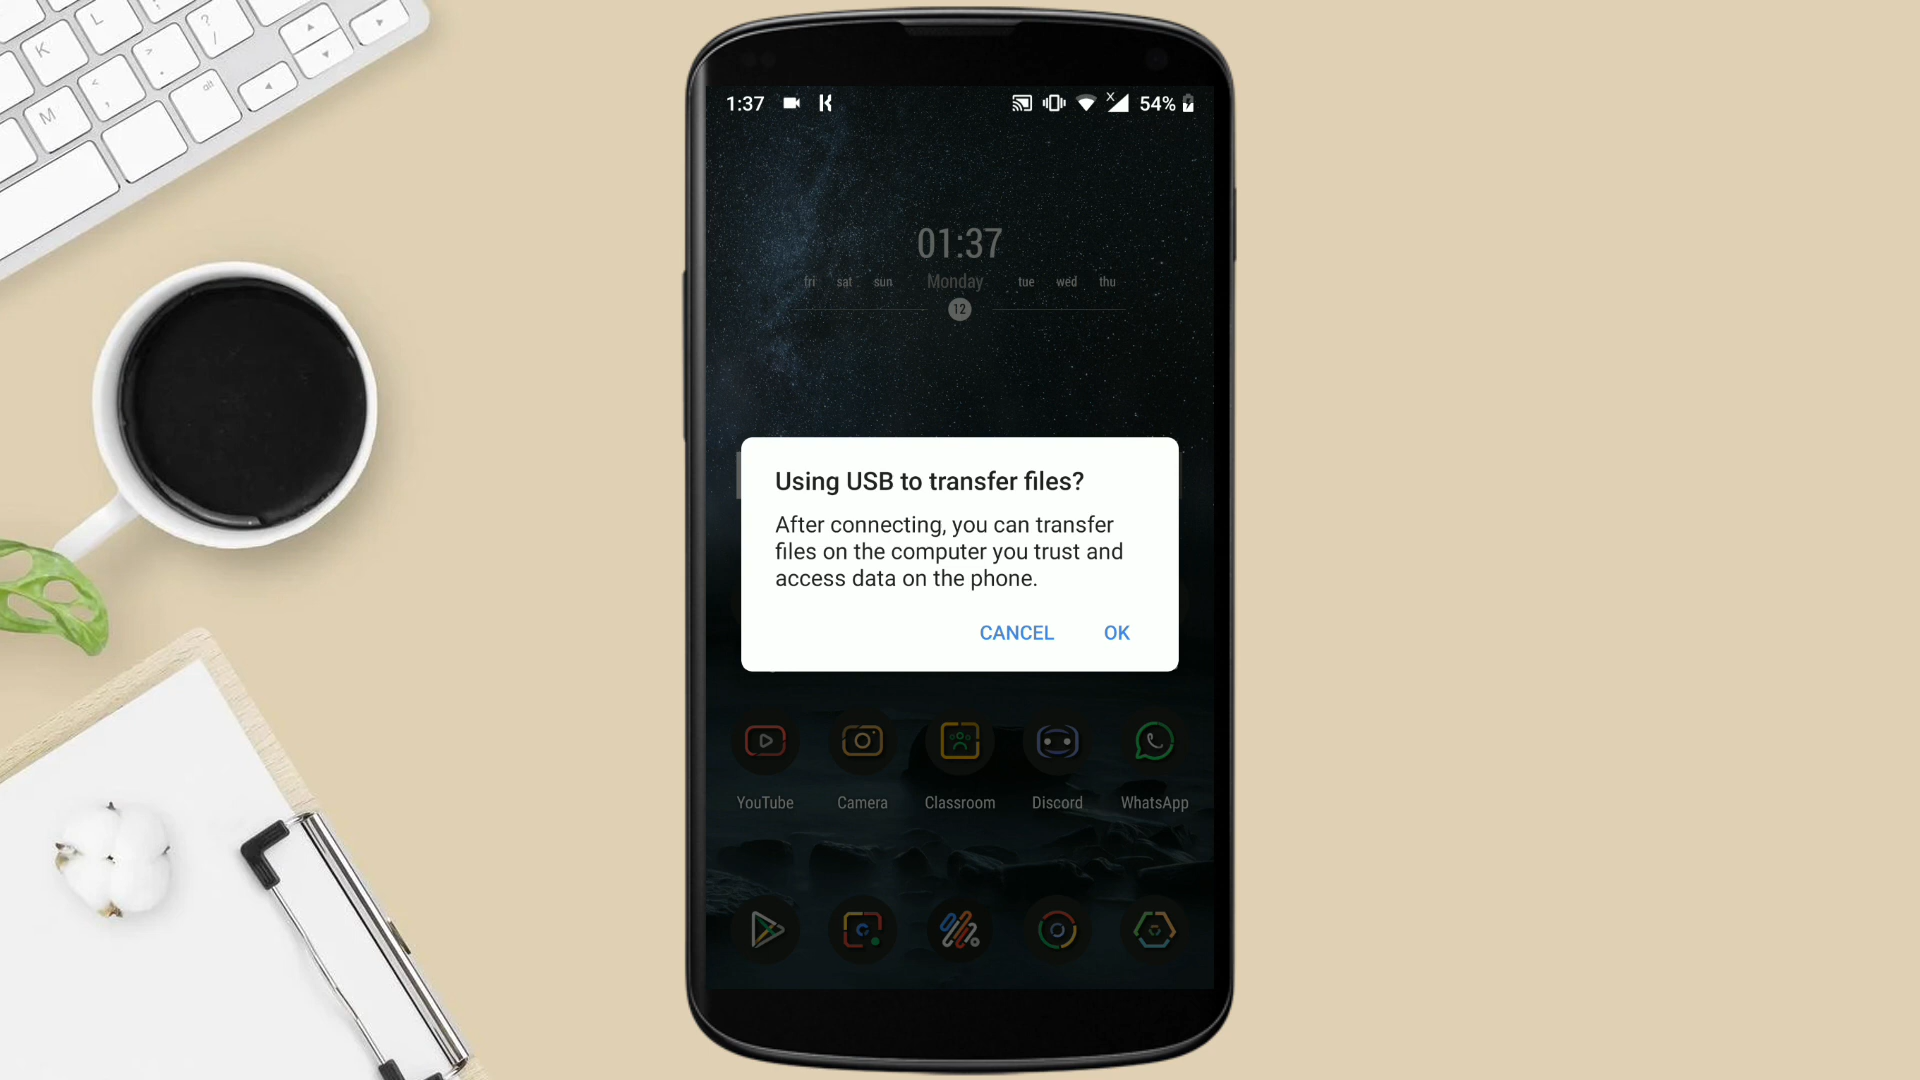 L
?
/
K
>
.
<
,
alt
M
1:37
X
54%
01:37
fri sat sun Monday tue wed thu
12
Using USB to transfer files?
After connecting, you can transfer
files on the computer you trust and
access data on the phone.
CANCEL OK
YouTube Camera Classroom Discord WhatsApp